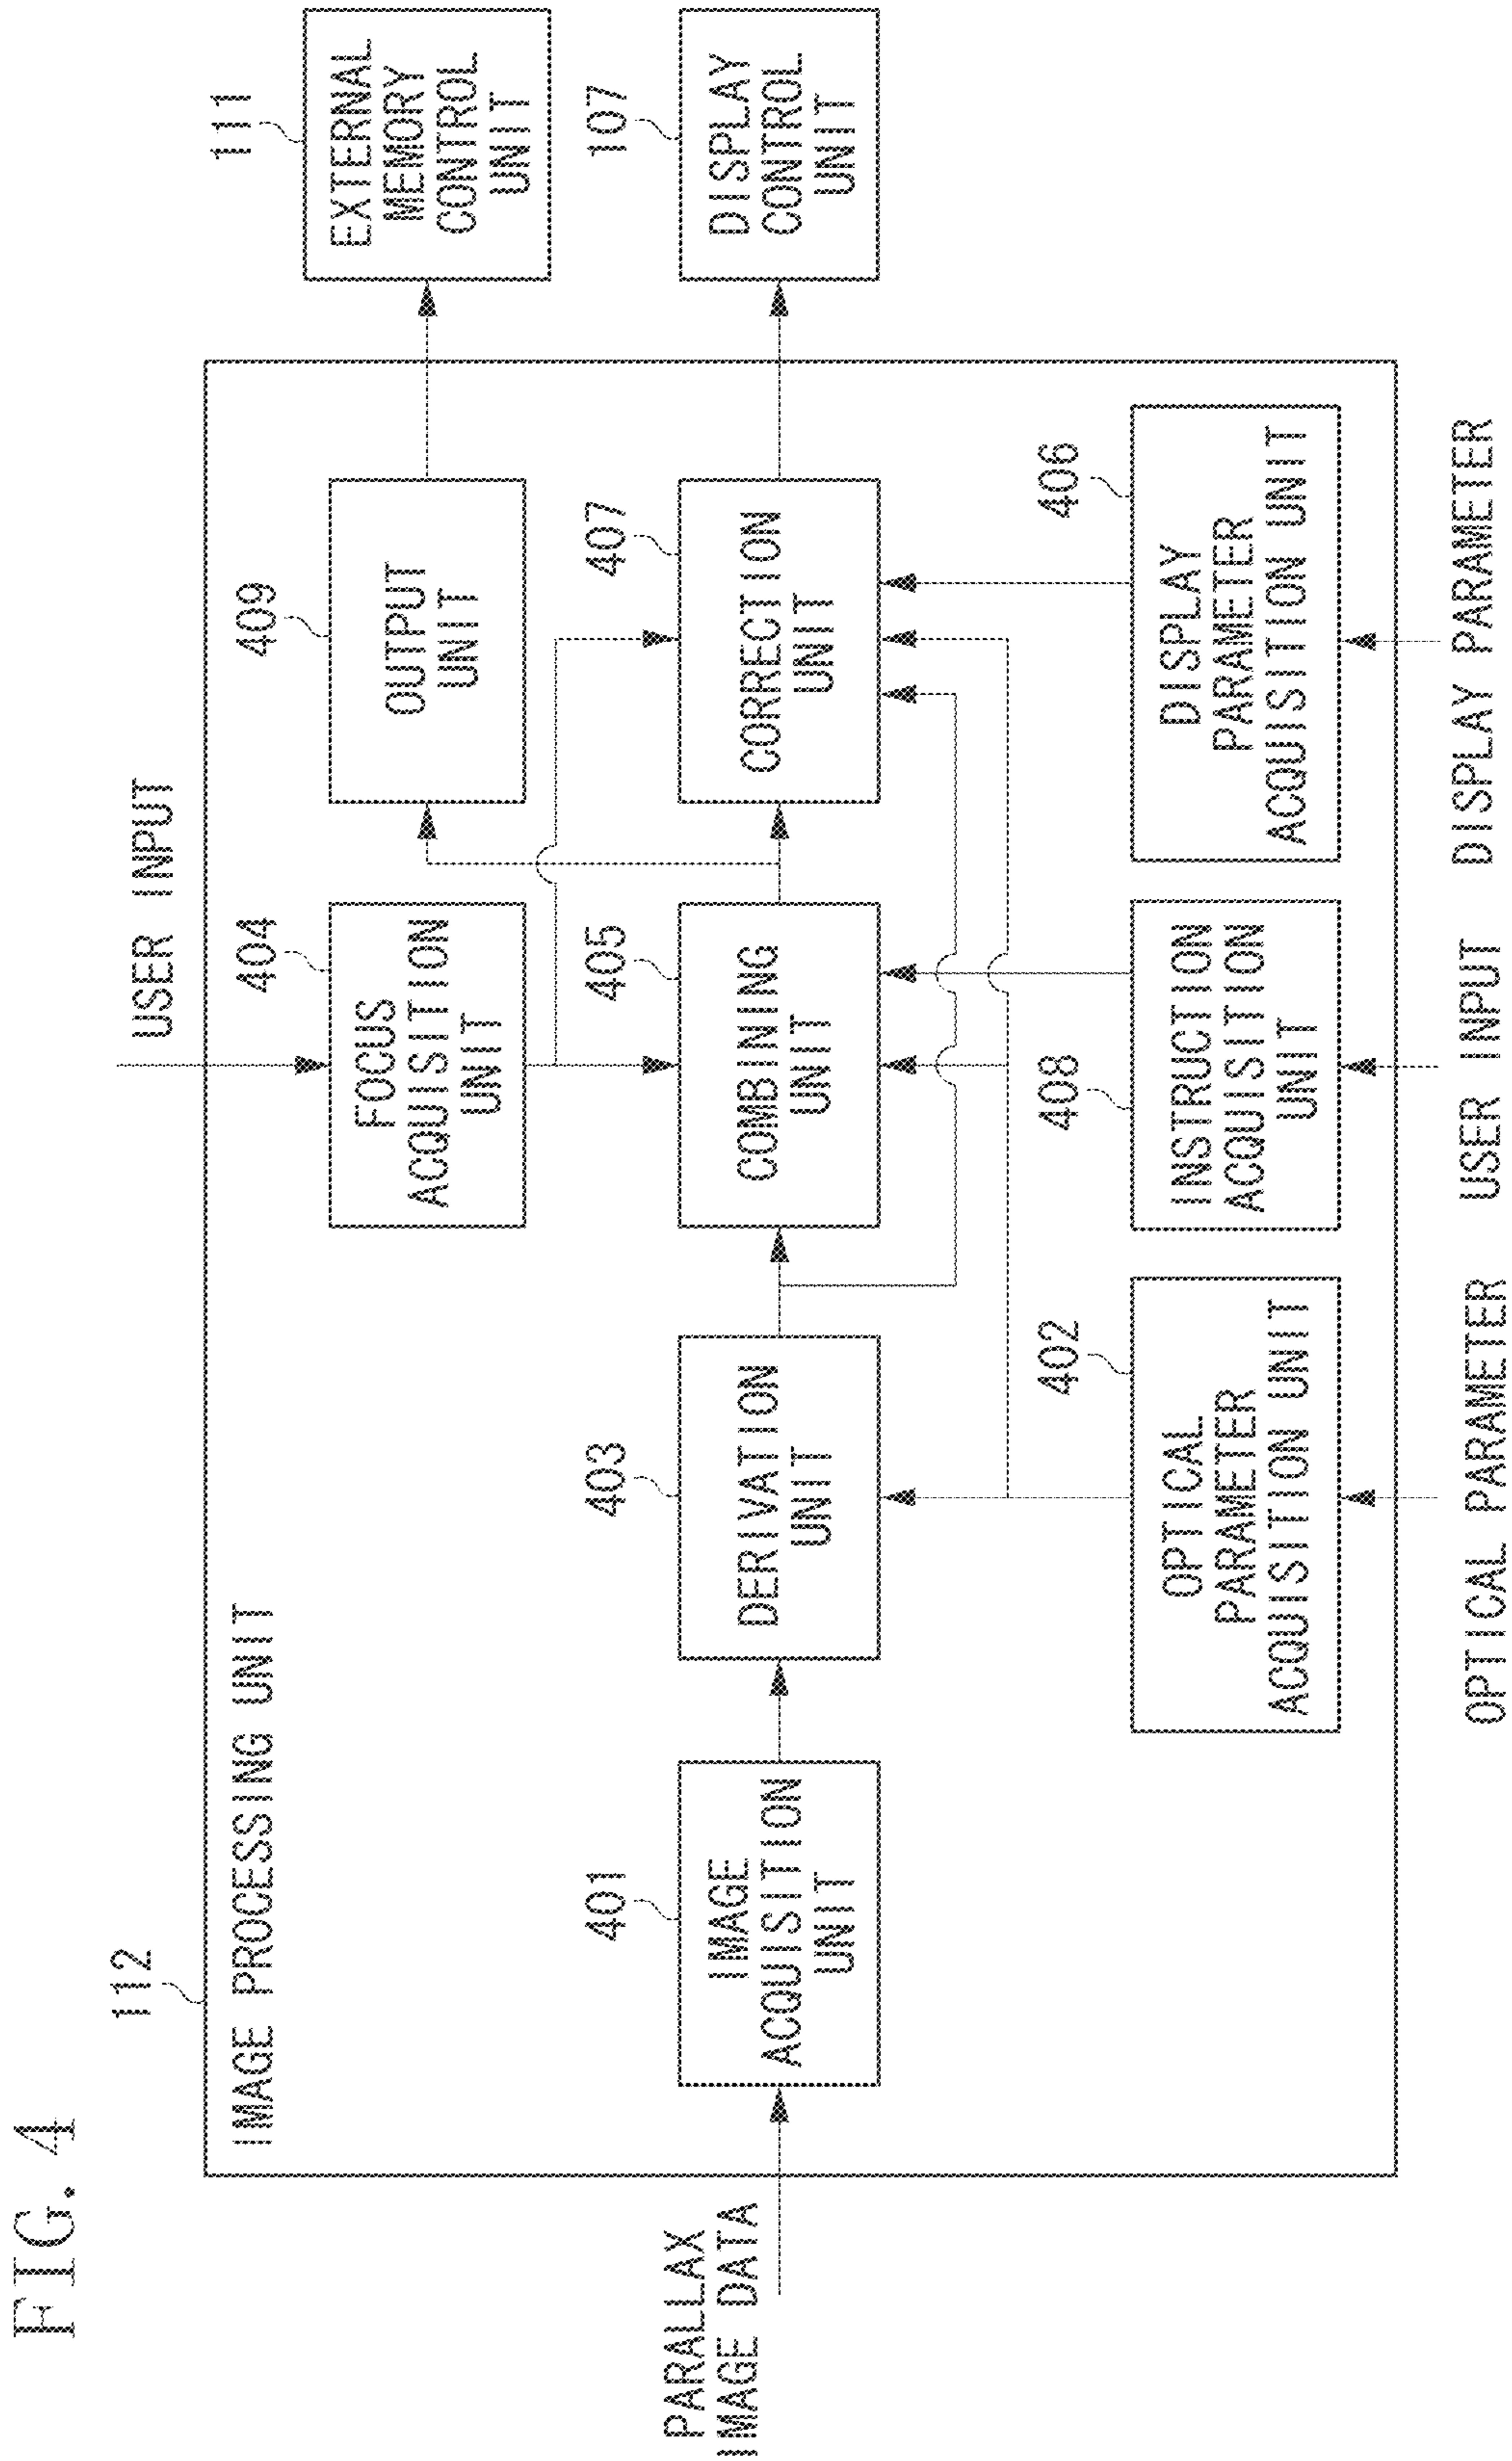 FIG. 4
112
IMAGE PROCESSING UNIT
USER INPUT
404
FOCUS
ACQUISITION
UNIT
409
OUTPUT
UNIT
111
EXTERNAL
MEMORY
CONTROL
UNIT
PARALLAX
IMAGE DATA
401
IMAGE
ACQUISITION
UNIT
403
DERIVATION
UNIT
405
COMBINING
UNIT
407
CORRECTION
UNIT
107
DISPLAY
CONTROL
UNIT
402
OPTICAL
PARAMETER
ACQUISITION UNIT
408
INSTRUCTION
ACQUISITION
UNIT
406
DISPLAY
PARAMETER
ACQUISITION UNIT
OPTICAL PARAMETER
USER INPUT
DISPLAY PARAMETER